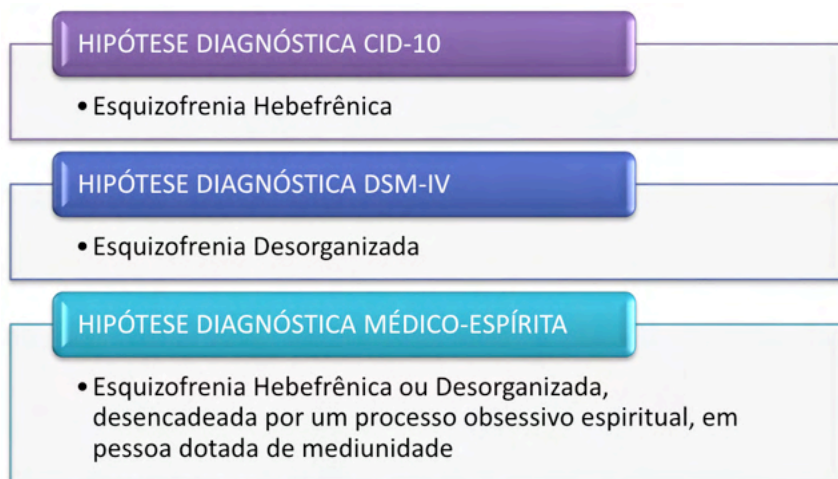 HIPÓTESE DIAGNÓSTICA CID-10
• Esquizofrenia Hebefrênica
HIPÓTESE DIAGNÓSTICA DSM-IV
• Esquizofrenia Desorganizada
HIPÓTESE DIAGNÓSTICA MÉDICO-ESPÍRITA
• Esquizofrenia Hebefrênica ou Desorganizada,
desencadeada por um processo obsessivo espiritual, em
pessoa dotada de mediunidade